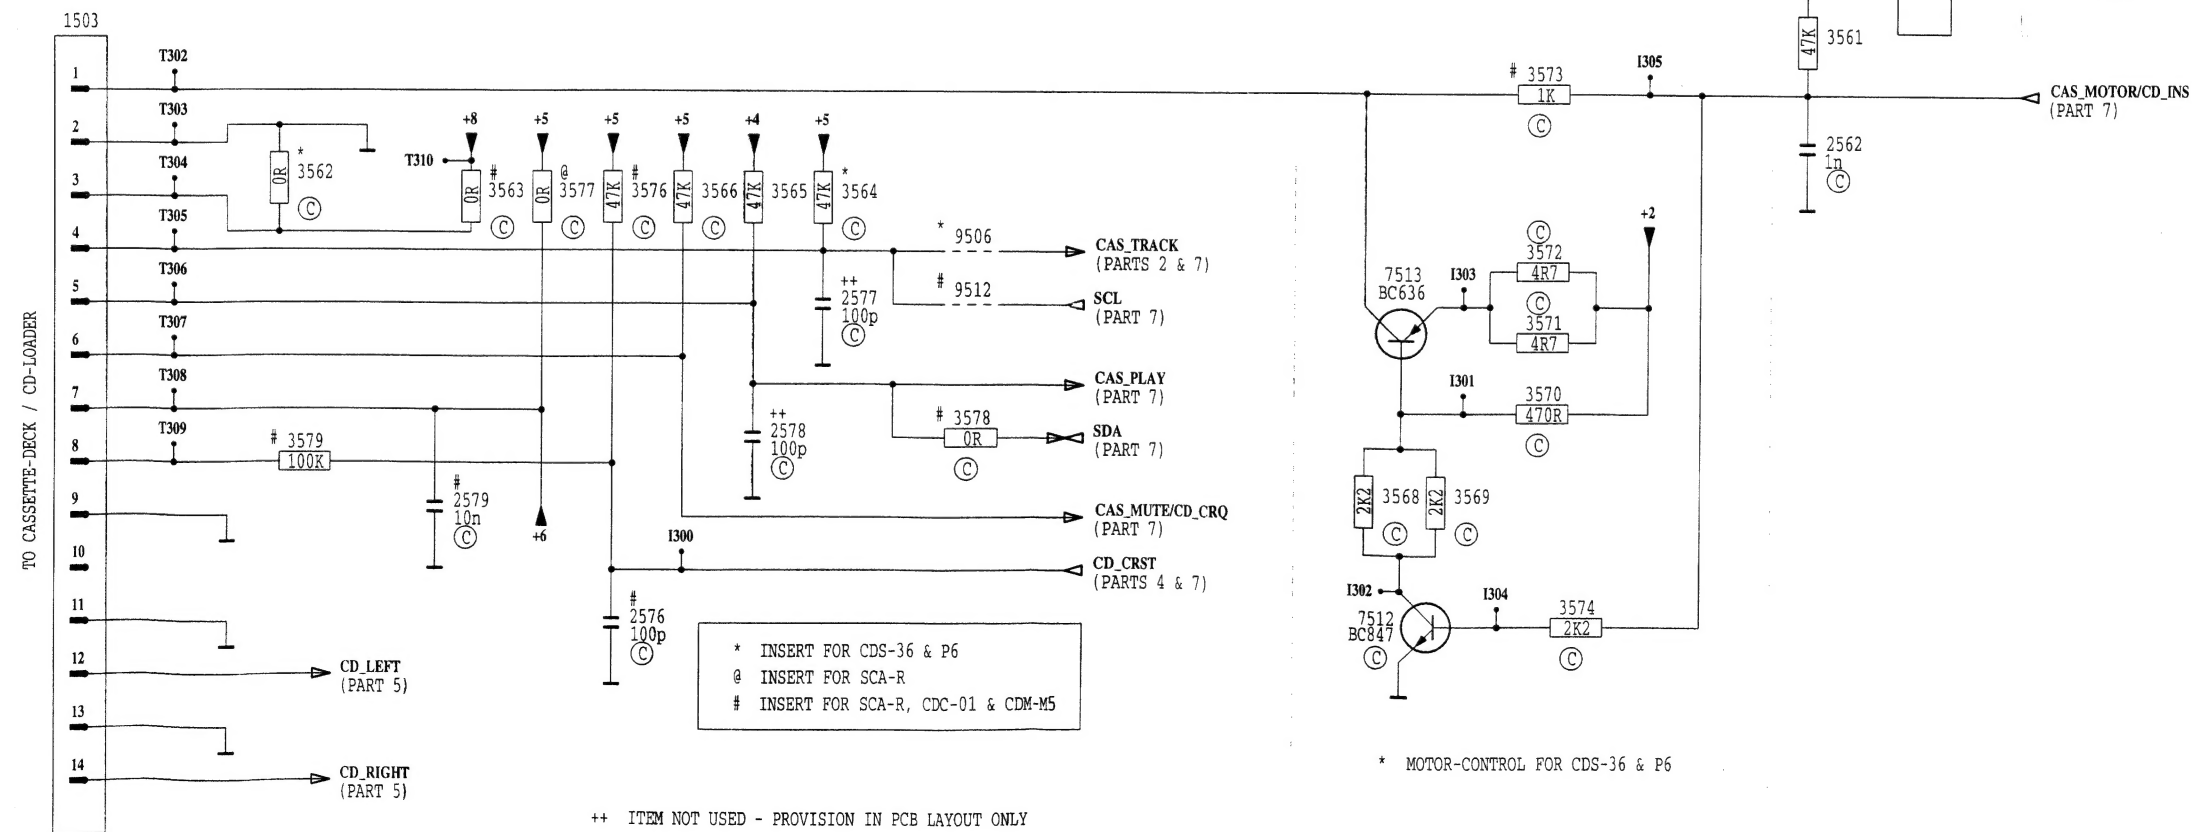 1503
TO CASSETTE-DECK / CD-LOADER
1
T302
2
T303
3
T304
4
T305
5
T306
6
T307
7
T308
8
T309
9
10
11
12
13
14
0R
*
3562
C
T310
+8
#
3563
0R
C
+5
@
3577
0R
C
+5
#
3576
47K
+5
3566
47K
C
+4
3565
47K
+5
*
3564
47K
C
* 9506
CAS_TRACK
(PARTS 2 & 7)
# 9512
SCL
(PART 7)
++
2577
100p
C
CAS_PLAY
(PART 7)
# 3578
0R
C
SDA
(PART 7)
++
2578
100p
C
# 3579
100K
#
2579
10n
C
+6
CAS_MUTE/CD_CRQ
(PART 7)
I300
CD_CRST
(PARTS 4 & 7)
#
2576
100p
C
CD_LEFT
(PART 5)
CD_RIGHT
(PART 5)
* INSERT FOR CDS-36 & P6
@ INSERT FOR SCA-R
# INSERT FOR SCA-R, CDC-01 & CDM-M5
++ ITEM NOT USED - PROVISION IN PCB LAYOUT ONLY
# 3573
1K
C
I305
47K
3561
CAS_MOTOR/CD_INS
(PART 7)
2562
1n
C
+2
C
3572
4R7
C
3571
4R7
7513
BC636
I303
I301
3570
470R
C
2K2
3568
C
2K2
3569
C
I302
7512
BC847
C
I304
3574
2K2
C
* MOTOR-CONTROL FOR CDS-36 & P6